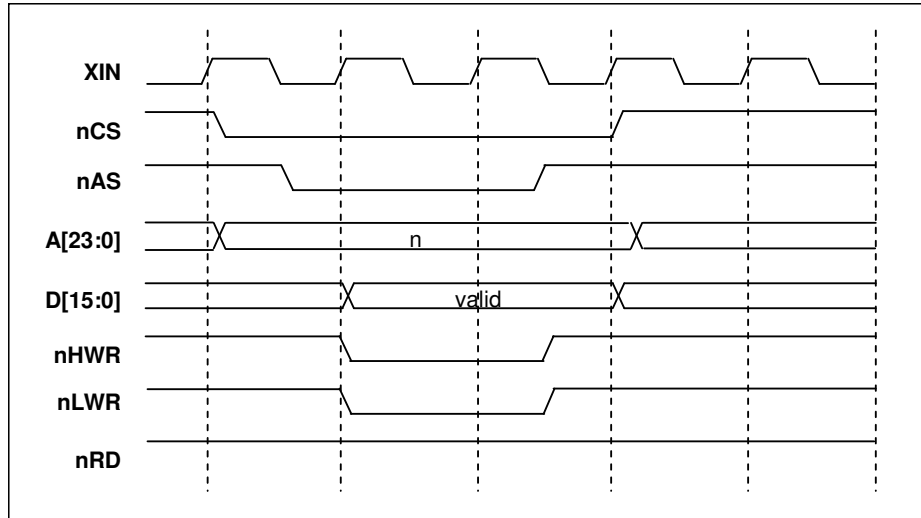 XIN
nCS
nAS
A[23:0]
n
D[15:0]
valid
nHWR
nLWR
nRD